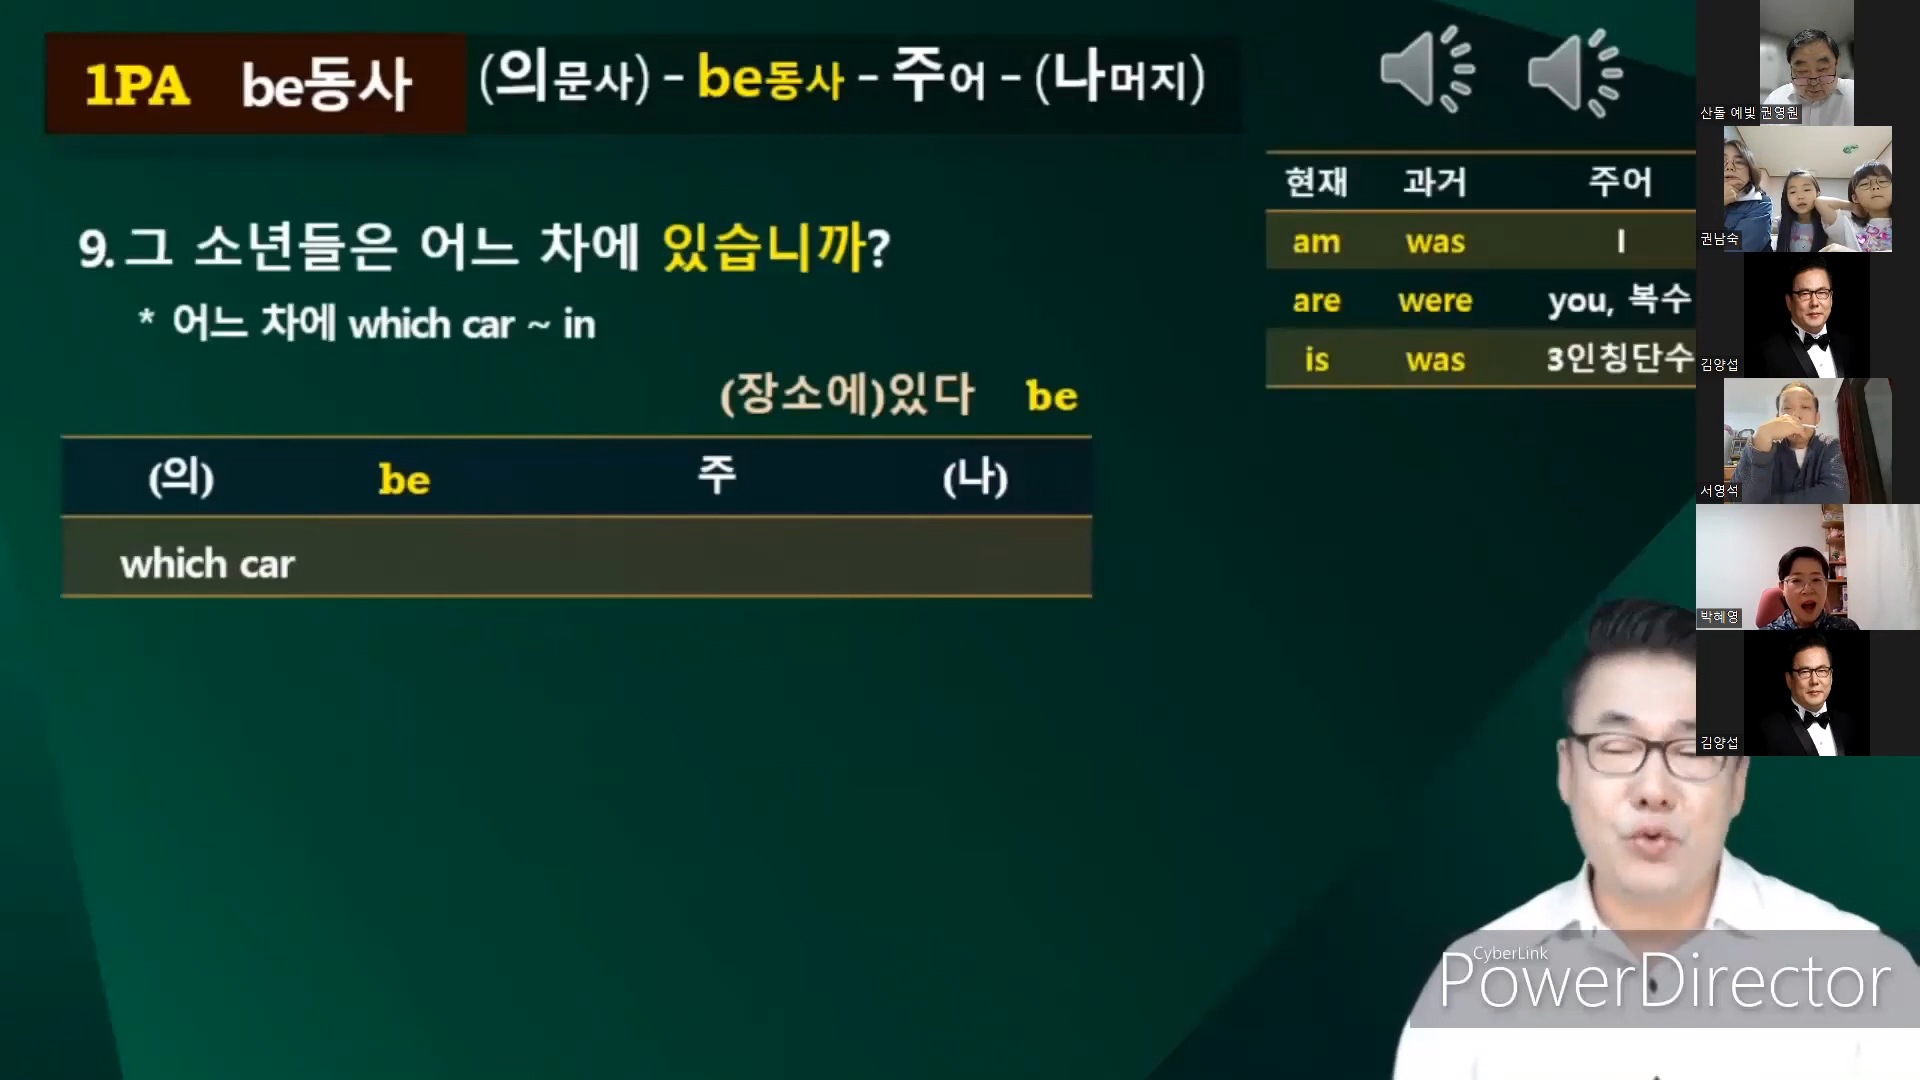 1PA be동사 (의문사) - be동사 - 주어 - (나머지)
9. 그 소년들은 어느 차에 있습니까?
* 어느 차에 which car ~ in
(장소에)있다 be
(의) be 주 (나)
which car
현재 과거 주어
am was I
are were you, 복수
is was 3인칭단수
산돌 예빛 권영원
권남숙
김양섭
서영석
박혜영
김양섭
CyberLink
PowerDirector